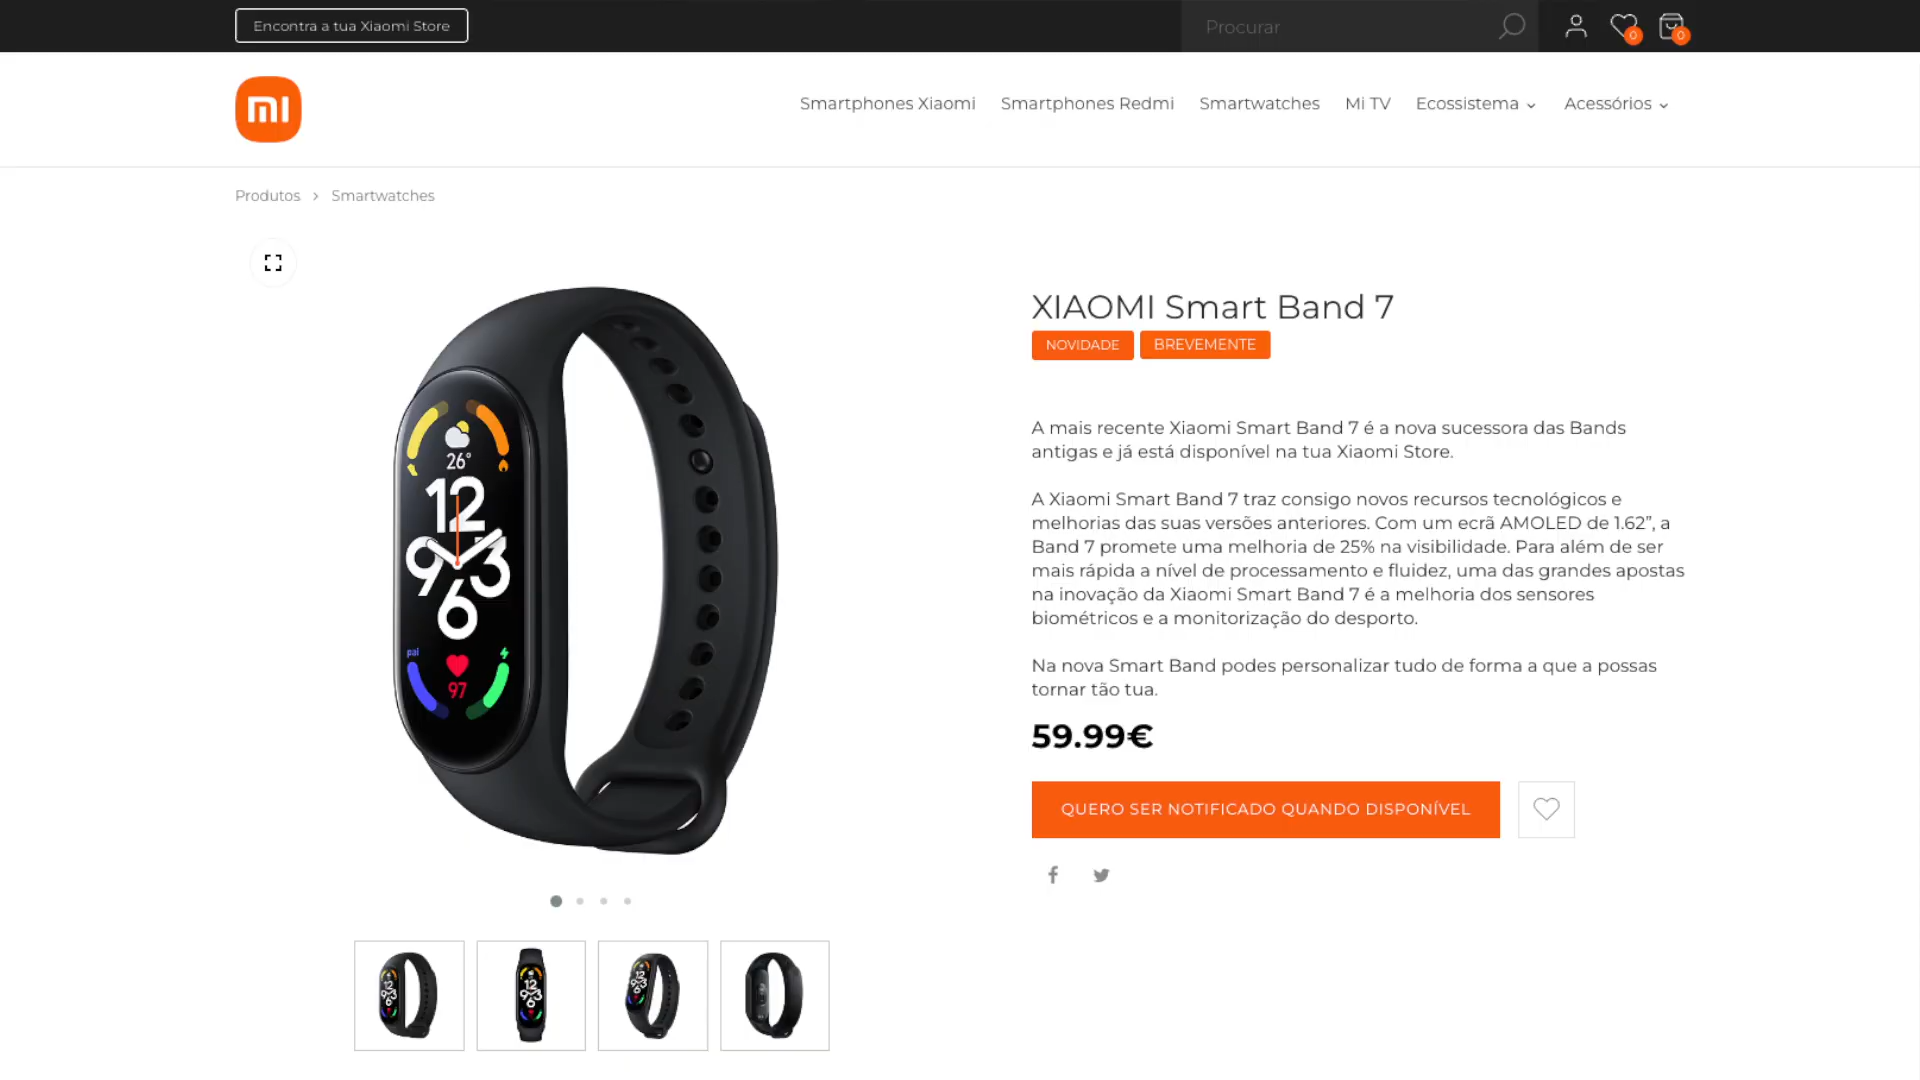 Encontra a tua Xiaomi Store
Procurar
0
0
mi
Smartphones Xiaomi Smartphones Redmi Smartwatches Mi TV Ecossistema Acessórios
Produtos > Smartwatches
26°
12
9 3
6
pai
97
XIAOMI Smart Band 7
NOVIDADE BREVEMENTE
A mais recente Xiaomi Smart Band 7 é a nova sucessora das Bands
antigas e já está disponível na tua Xiaomi Store.
A Xiaomi Smart Band 7 traz consigo novos recursos tecnológicos e
melhorias das suas versões anteriores. Com um ecrã AMOLED de 1.62”, a
Band 7 promete uma melhoria de 25% na visibilidade. Para além de ser
mais rápida a nível de processamento e fluidez, uma das grandes apostas
na inovação da Xiaomi Smart Band 7 é a melhoria dos sensores
biométricos e a monitorização do desporto.
Na nova Smart Band podes personalizar tudo de forma a que a possas
tornar tão tua.
59.99€
QUERO SER NOTIFICADO QUANDO DISPONÍVEL